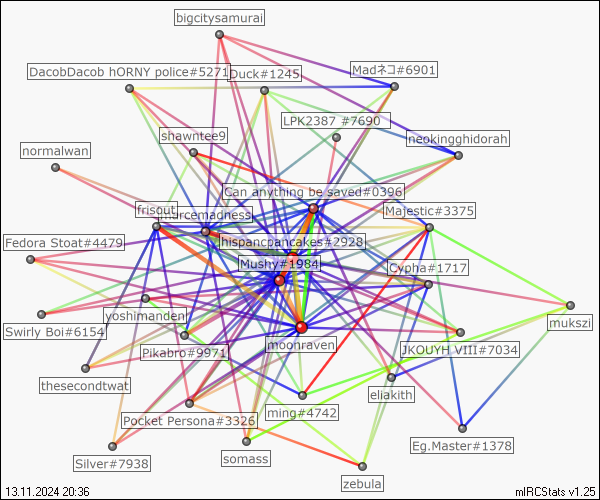 bigcitysamurai
DacobDacob hORNY police#5271
Duck#1245
Madネコ#6901
LPK2387 ™#7690
shawntee9
neokingghidorah
normalwan
Can anything be saved#0396
frisout
Majestic#3375
Fedora Stoat#4479
hispancpancakes#2928
Mushy#1984
Cypha#1717
yoshimanden
mukszi
Swirly Boi#6154
moonraven
Pikabro#9971
JKOUYH VIII#7034
thesecondtwat
eliakith
ming#4742
Pocket Persona#3326
Eg.Master#1378
somass
Silver#7938
zebula
13.11.2024 20:36
mIRCStats v1.25